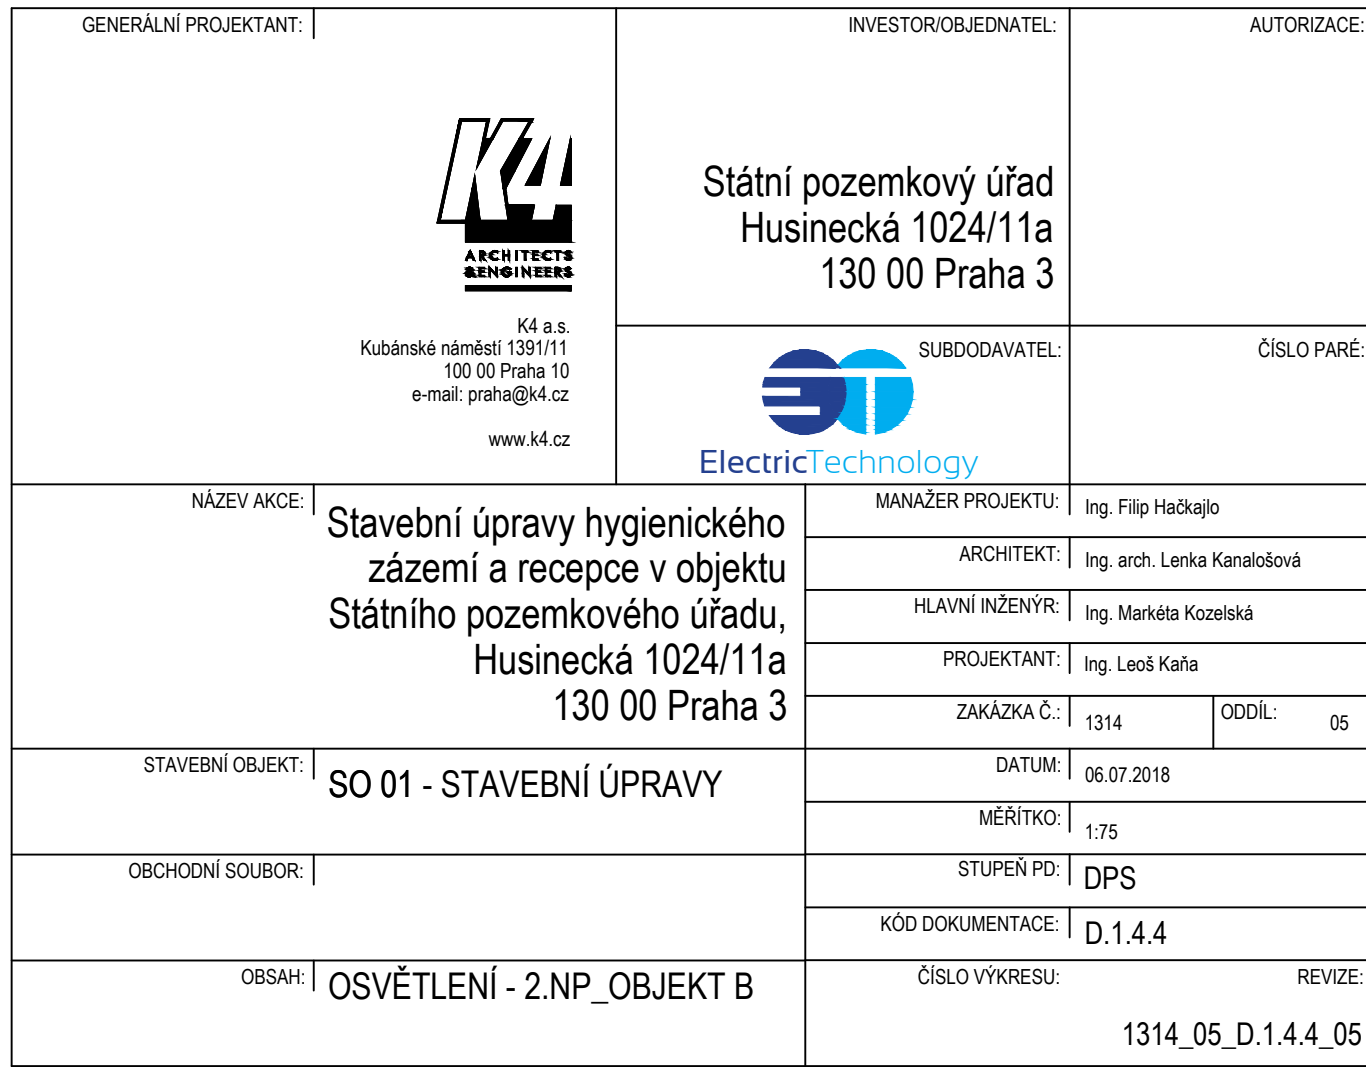 GENERÁLNÍ PROJEKTANT:
K4
ARCHITECTS
&ENGINEERS
K4 a.s.
Kubánské náměstí 1391/11
100 00 Praha 10
e-mail: praha@k4.cz
www.k4.cz
INVESTOR/OBJEDNATEL:
Státní pozemkový úřad
Husinecká 1024/11a
130 00 Praha 3
AUTORIZACE:
SUBDODAVATEL:
ET
ElectricTechnology
ČÍSLO PARÉ:
NÁZEV AKCE:
Stavební úpravy hygienického
zázemí a recepce v objektu
Státního pozemkového úřadu,
Husinecká 1024/11a
130 00 Praha 3
MANAŽER PROJEKTU: Ing. Filip Hačkajlo
ARCHITEKT: Ing. arch. Lenka Kanalošová
HLAVNÍ INŽENÝR: Ing. Markéta Kozelská
PROJEKTANT: Ing. Leoš Kaňa
ZAKÁZKA Č.: 1314 ODDÍL: 05
STAVEBNÍ OBJEKT: SO 01 - STAVEBNÍ ÚPRAVY
DATUM: 06.07.2018
MĚŘÍTKO: 1:75
OBCHODNÍ SOUBOR:
STUPEŇ PD: DPS
KÓD DOKUMENTACE: D.1.4.4
OBSAH: OSVĚTLENÍ - 2.NP_OBJEKT B
ČÍSLO VÝKRESU: REVIZE:
1314_05_D.1.4.4_05